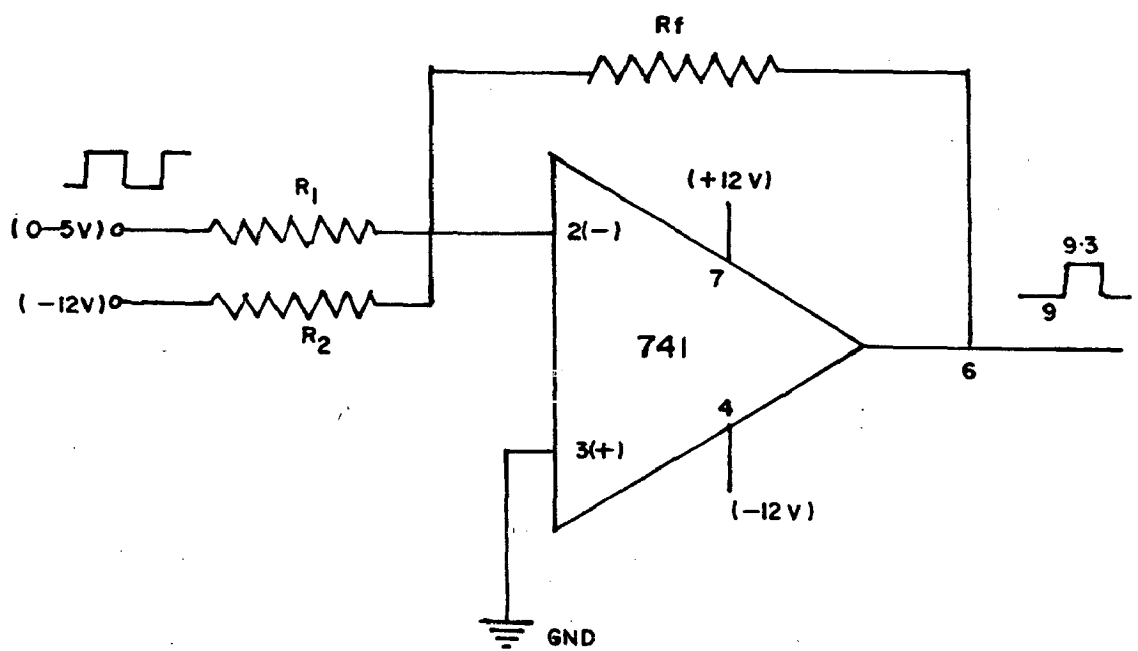 Rf
(0-5V)
R1
(-12V)
R2
2(-)
3(+)
741
(+12V)
7
4
(-12V)
6
9.3
9
GND